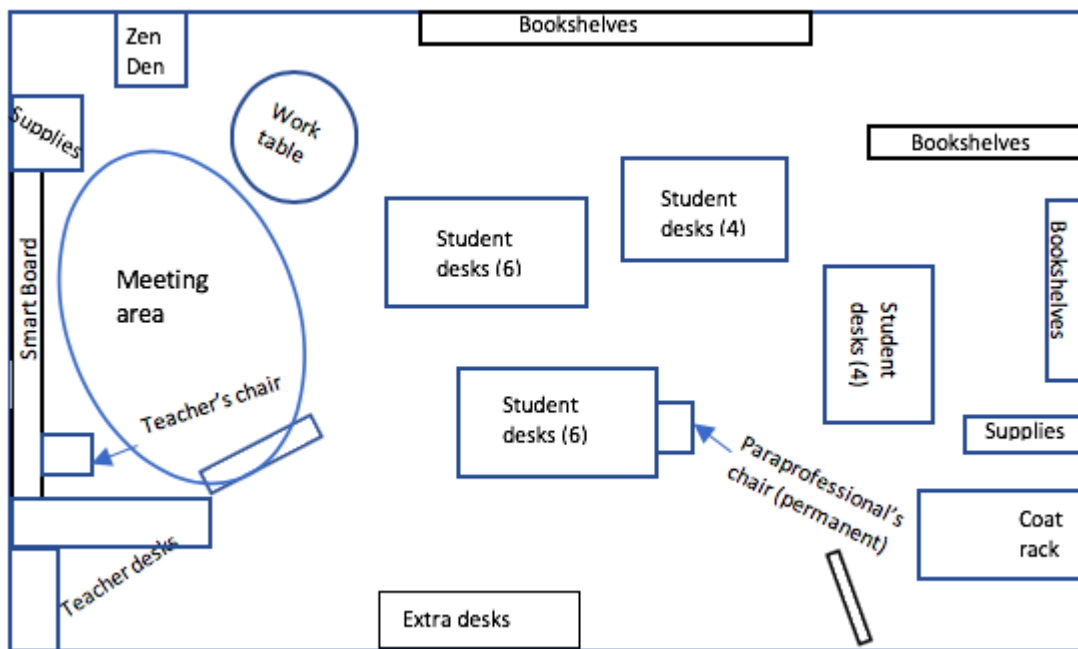 Zen
Den
Bookshelves
Supplies
Work
table
Bookshelves
Student
desks (4)
Student
desks (6)
Bookshelves
Meeting
area
Smart Board
Student
desks (4)
Teacher's chair
Student
desks (6)
Supplies
Paraprofessional's
chair (permanent)
Coat
rack
Teacher desks
Extra desks